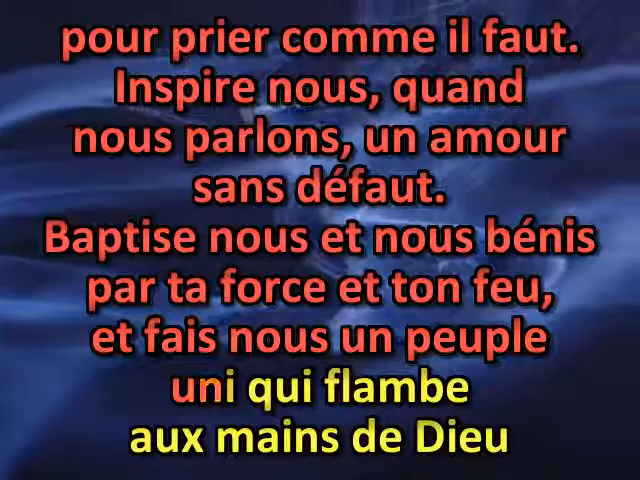 pour prier comme il faut.
Inspire nous, quand
nous parlons, un amour
sans défaut.
Baptise nous et nous bénis
par ta force et ton feu,
et fais nous un peuple
uni qui flambe
aux mains de Dieu